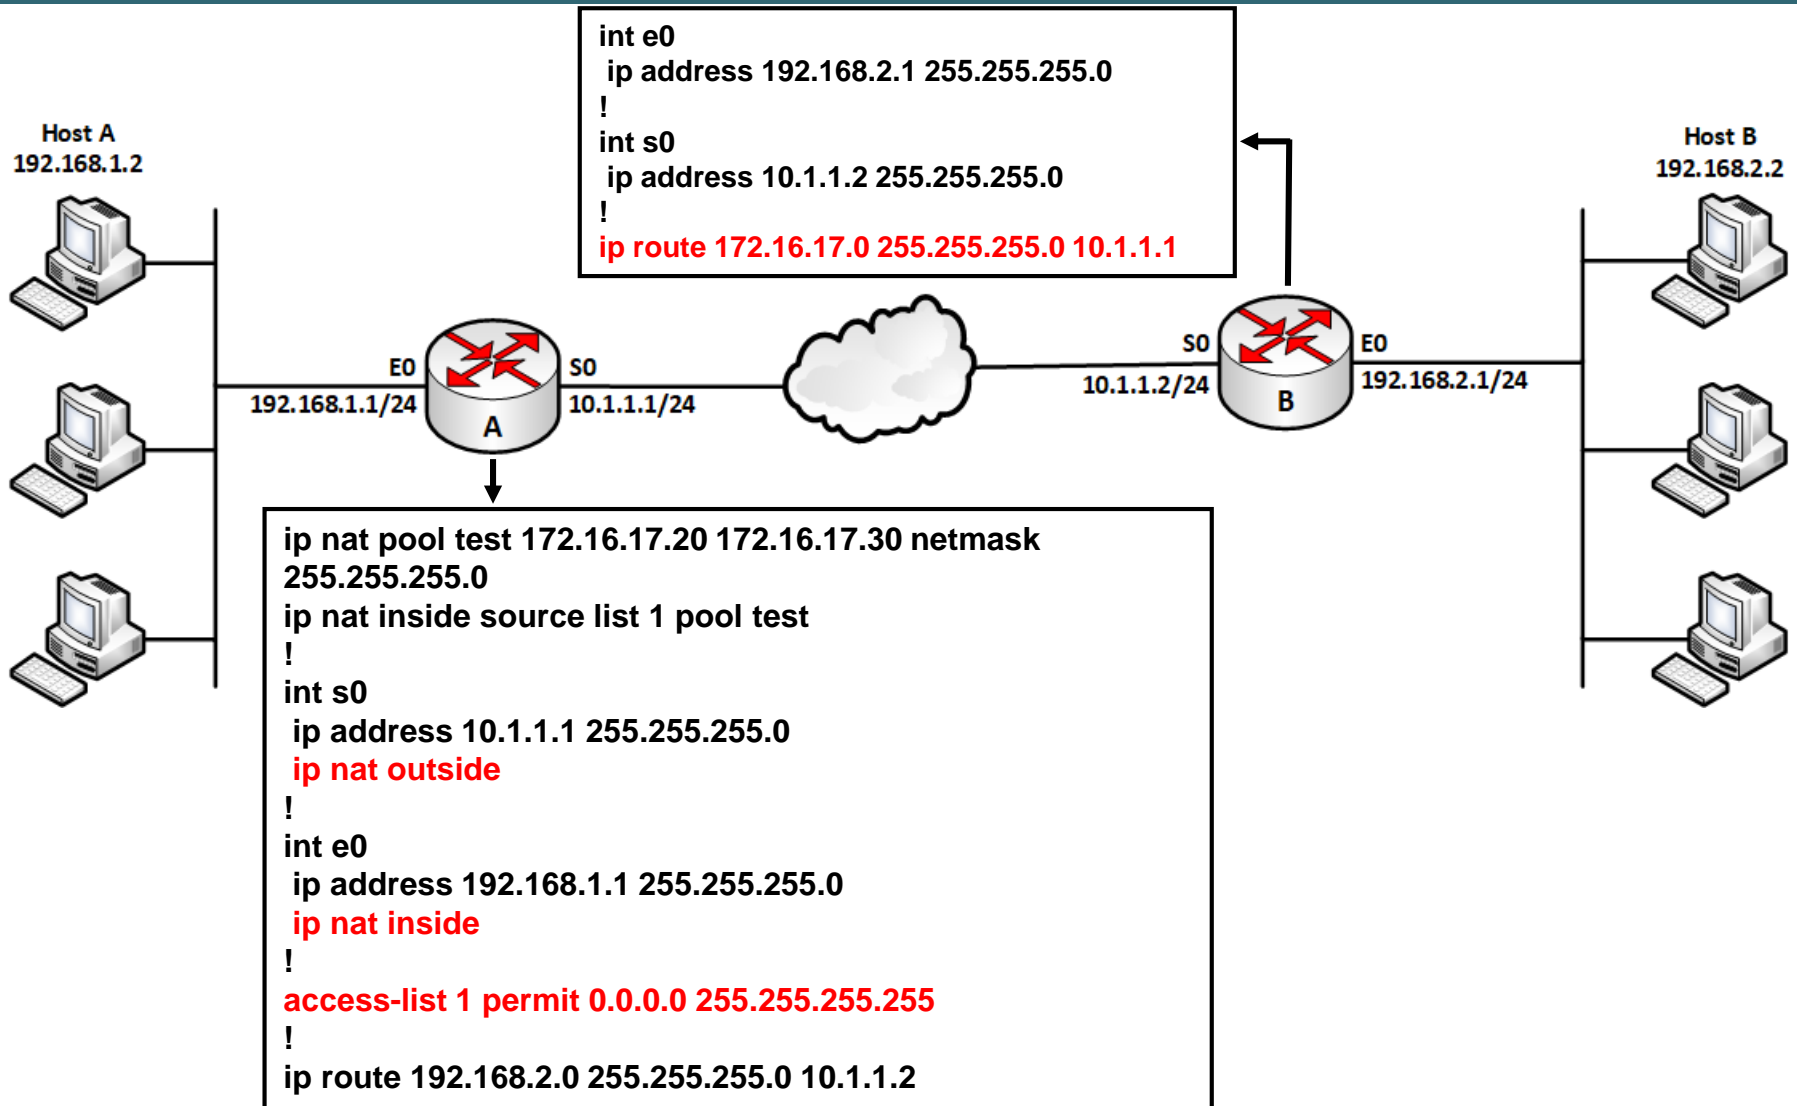 int e0
ip address 192.168.2.1 255.255.255.0
!
int s0
ip address 10.1.1.2 255.255.255.0
!
ip route 172.16.17.0 255.255.255.0 10.1.1.1
Host A
192.168.1.2
Host B
192.168.2.2
E0
192.168.1.1/24
A
S0
10.1.1.1/24
S0
10.1.1.2/24
B
E0
192.168.2.1/24
ip nat pool test 172.16.17.20 172.16.17.30 netmask
255.255.255.0
ip nat inside source list 1 pool test
!
int s0
ip address 10.1.1.1 255.255.255.0
ip nat outside
!
int e0
ip address 192.168.1.1 255.255.255.0
ip nat inside
!
access-list 1 permit 0.0.0.0 255.255.255.255
!
ip route 192.168.2.0 255.255.255.0 10.1.1.2